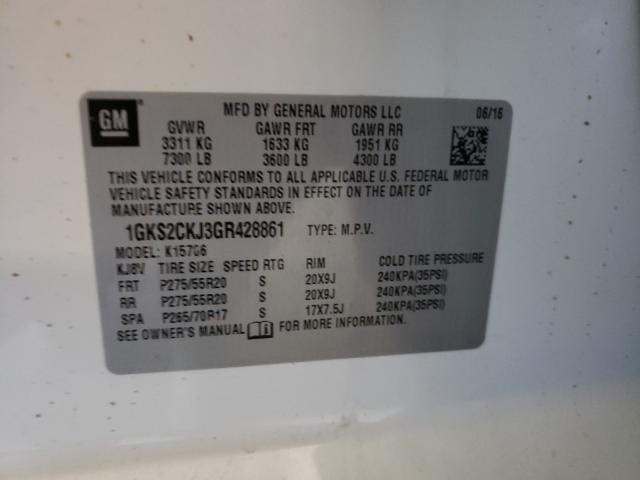 GM
MFD BY GENERAL MOTORS LLC 06/16
GVWR GAWR FRT GAWR RR
3311 KG 1633 KG 1951 KG
7300 LB 3600 LB 4300 LB
THIS VEHICLE CONFORMS TO ALL APPLICABLE U.S. FEDERAL MOTOR
VEHICLE SAFETY STANDARDS IN EFFECT ON THE DATE OF
MANUFACTURE SHOWN ABOVE.
1GKS2CKJ3GR428861 TYPE: M.P.V.
MODEL: K15706
KJBV TIRE SIZE SPEED RTG RIM COLD TIRE PRESSURE
FRT P275/55R20 S 20X9J 240KPA(35PSI)
RR P275/55R20 S 20X9J 240KPA(35PSI)
SPA P265/70R17 S 17X7.5J 240KPA(35PSI)
SEE OWNER'S MANUAL FOR MORE INFORMATION.